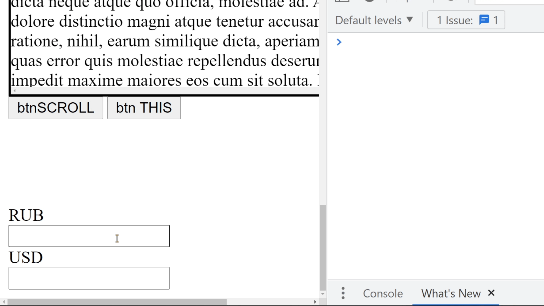 dicta neque atque quo officia, molestiae ad. A
dolore distinctio magni atque tenetur accusar
ratione, nihil, earum similique dicta, aperiam
quas error quis molestiae repellendus deserur
impedit maxime maiores eos cum sit soluta. I
btnSCROLL btn THIS
RUB
USD
Default levels ▼ 1 Issue: 1
Console What's New ×